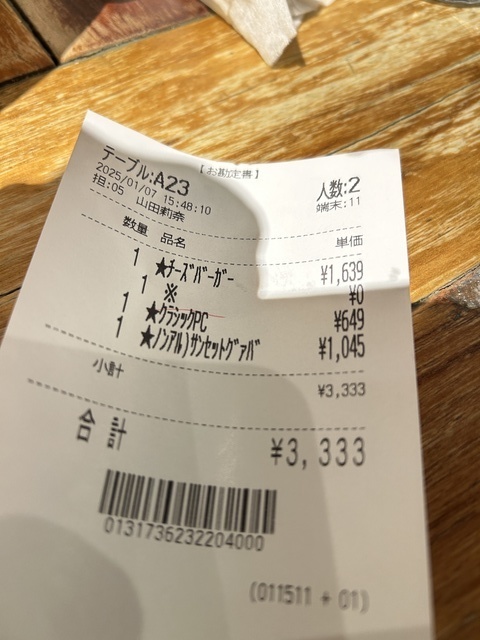 【お勘定書】
テーブル:A23 人数:2
2025/01/07 15:48:10 端末:11
担:05 山田莉奈
数量 品名 単価
1 ★チーズバーガー ¥1,639
1 ※ ¥0
1 ★クラシックPC ¥649
1 ★ノンアル)サンセットグァバ ¥1,045
小計 ¥3,333
合計 ¥3,333
0131736232204000
(011511 + 01)